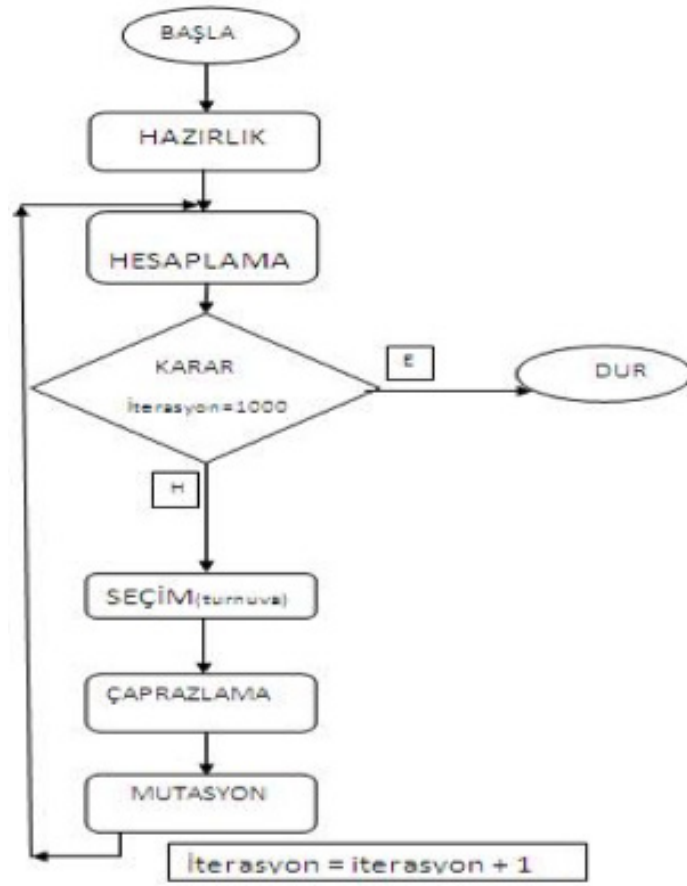 BAŞLA
HAZIRLIK
HESAPLAMA
KARAR
İterasyon=1000
E
DUR
H
SEÇİM(turnuva)
ÇAPRAZLAMA
MUTASYON
İterasyon = iterasyon + 1